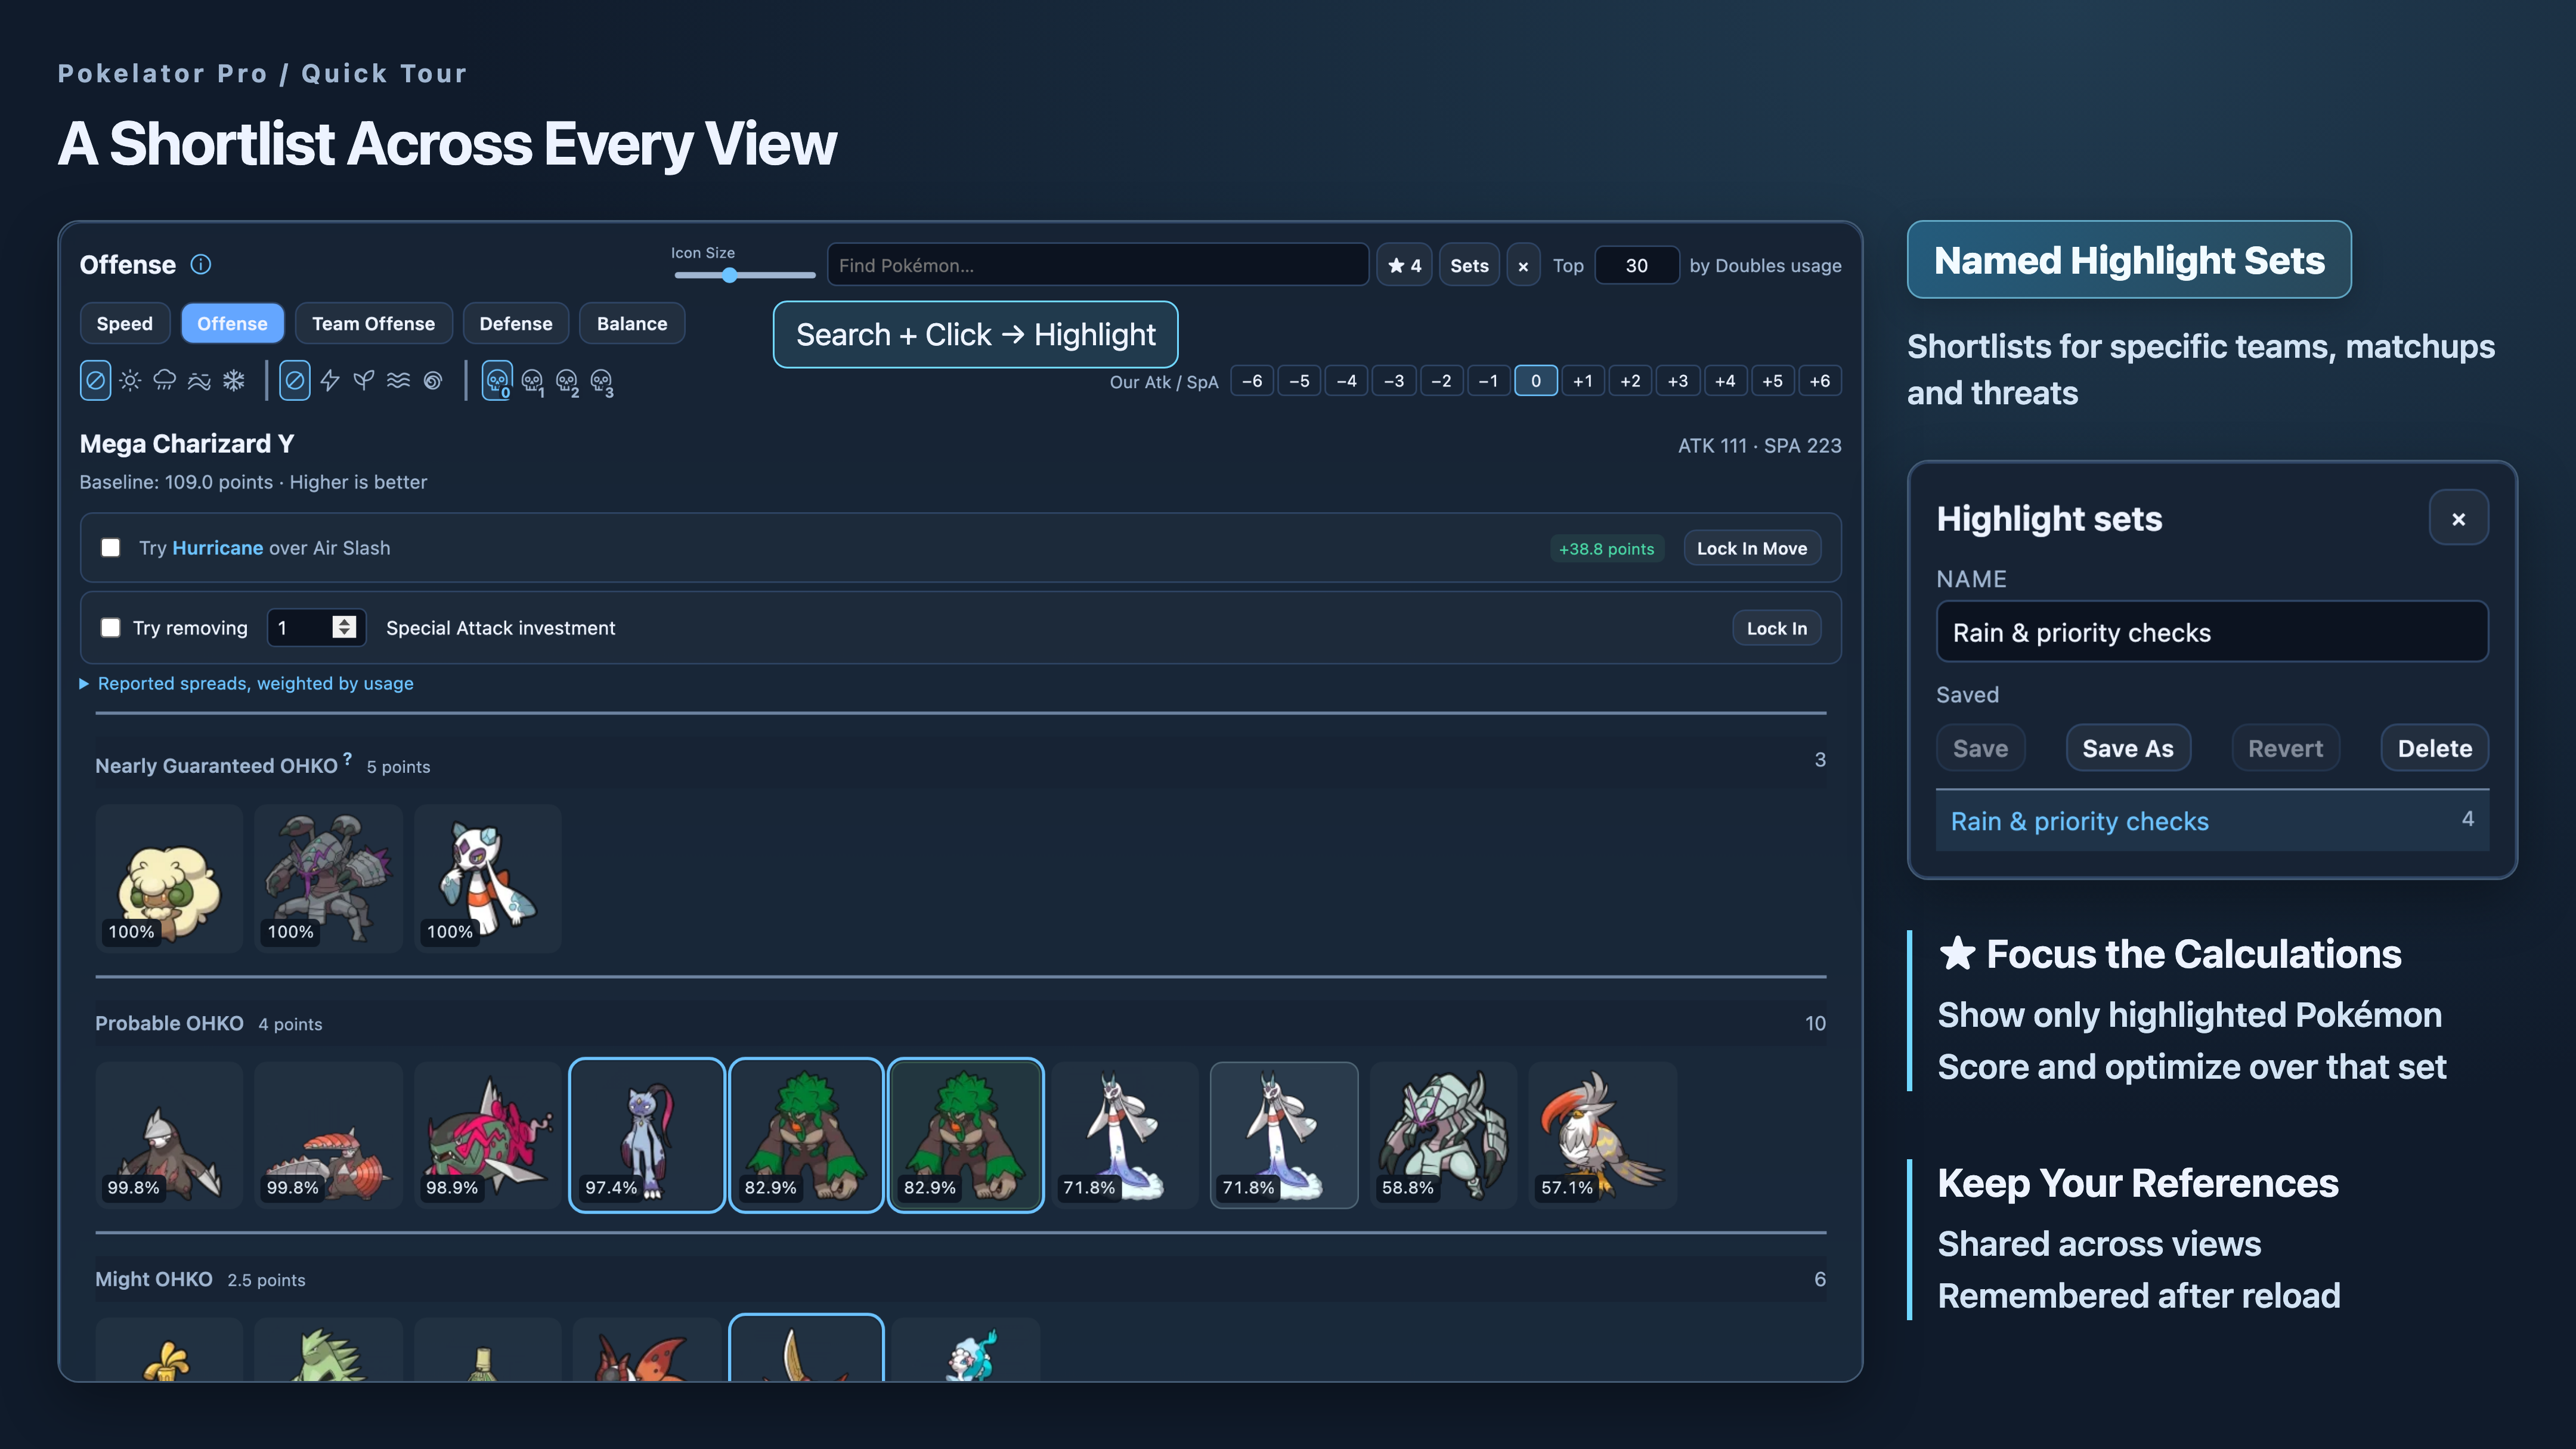 Pokelator Pro / Quick Tour
A Shortlist Across Every View
Offense
Icon Size
Find Pokémon...
★ 4
Sets
×
Top
30
by Doubles usage
Speed
Offense
Team Offense
Defense
Balance
Search + Click → Highlight
0
1
2
3
Our Atk / SpA
−6
−5
−4
−3
−2
−1
0
+1
+2
+3
+4
+5
+6
Mega Charizard Y
ATK 111 · SPA 223
Baseline: 109.0 points · Higher is better
Try Hurricane over Air Slash
+38.8 points
Lock In Move
Try removing
1
Special Attack investment
Lock In
Reported spreads, weighted by usage
Nearly Guaranteed OHKO ?
5 points
3
100%
100%
100%
Probable OHKO
4 points
10
99.8%
99.8%
98.9%
97.4%
82.9%
82.9%
71.8%
71.8%
58.8%
57.1%
Might OHKO
2.5 points
6
Named Highlight Sets
Shortlists for specific teams, matchups
and threats
Highlight sets
×
NAME
Rain & priority checks
Saved
Save
Save As
Revert
Delete
Rain & priority checks
4
★ Focus the Calculations
Show only highlighted Pokémon
Score and optimize over that set
Keep Your References
Shared across views
Remembered after reload